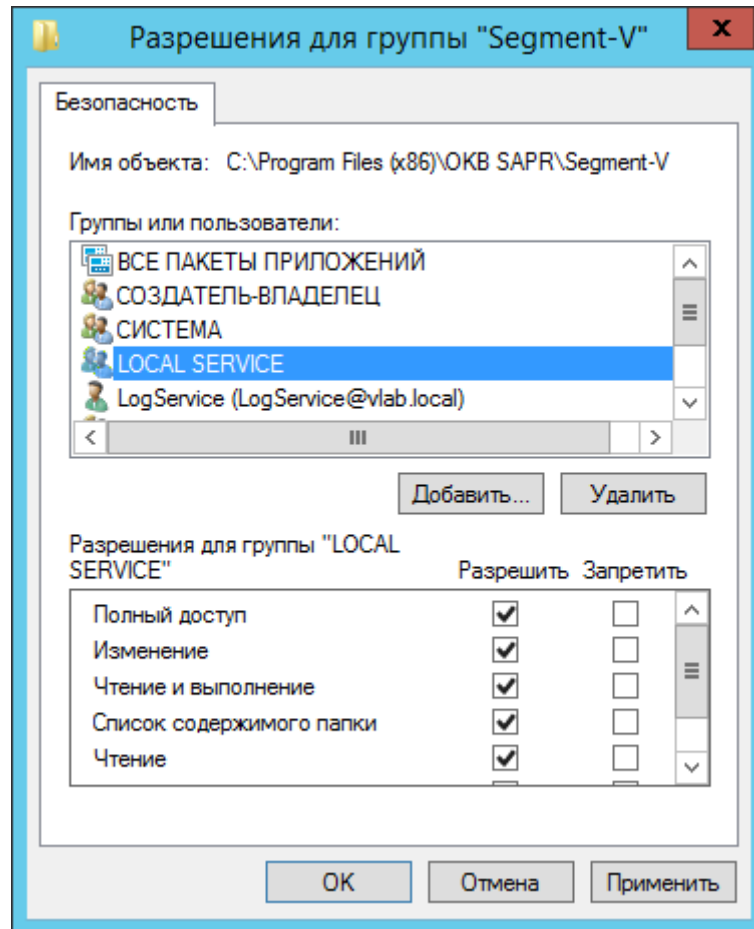 Разрешения для группы "Segment-V"
Безопасность
Имя объекта: C:\Program Files (x86)\OKB SAPR\Segment-V
Группы или пользователи:
ВСЕ ПАКЕТЫ ПРИЛОЖЕНИЙ
СОЗДАТЕЛЬ-ВЛАДЕЛЕЦ
СИСТЕМА
LOCAL SERVICE
LogService (LogService@vlab.local)
Добавить... Удалить
Разрешения для группы "LOCAL
SERVICE" Разрешить Запретить
Полный доступ
Изменение
Чтение и выполнение
Список содержимого папки
Чтение
OK Отмена Применить